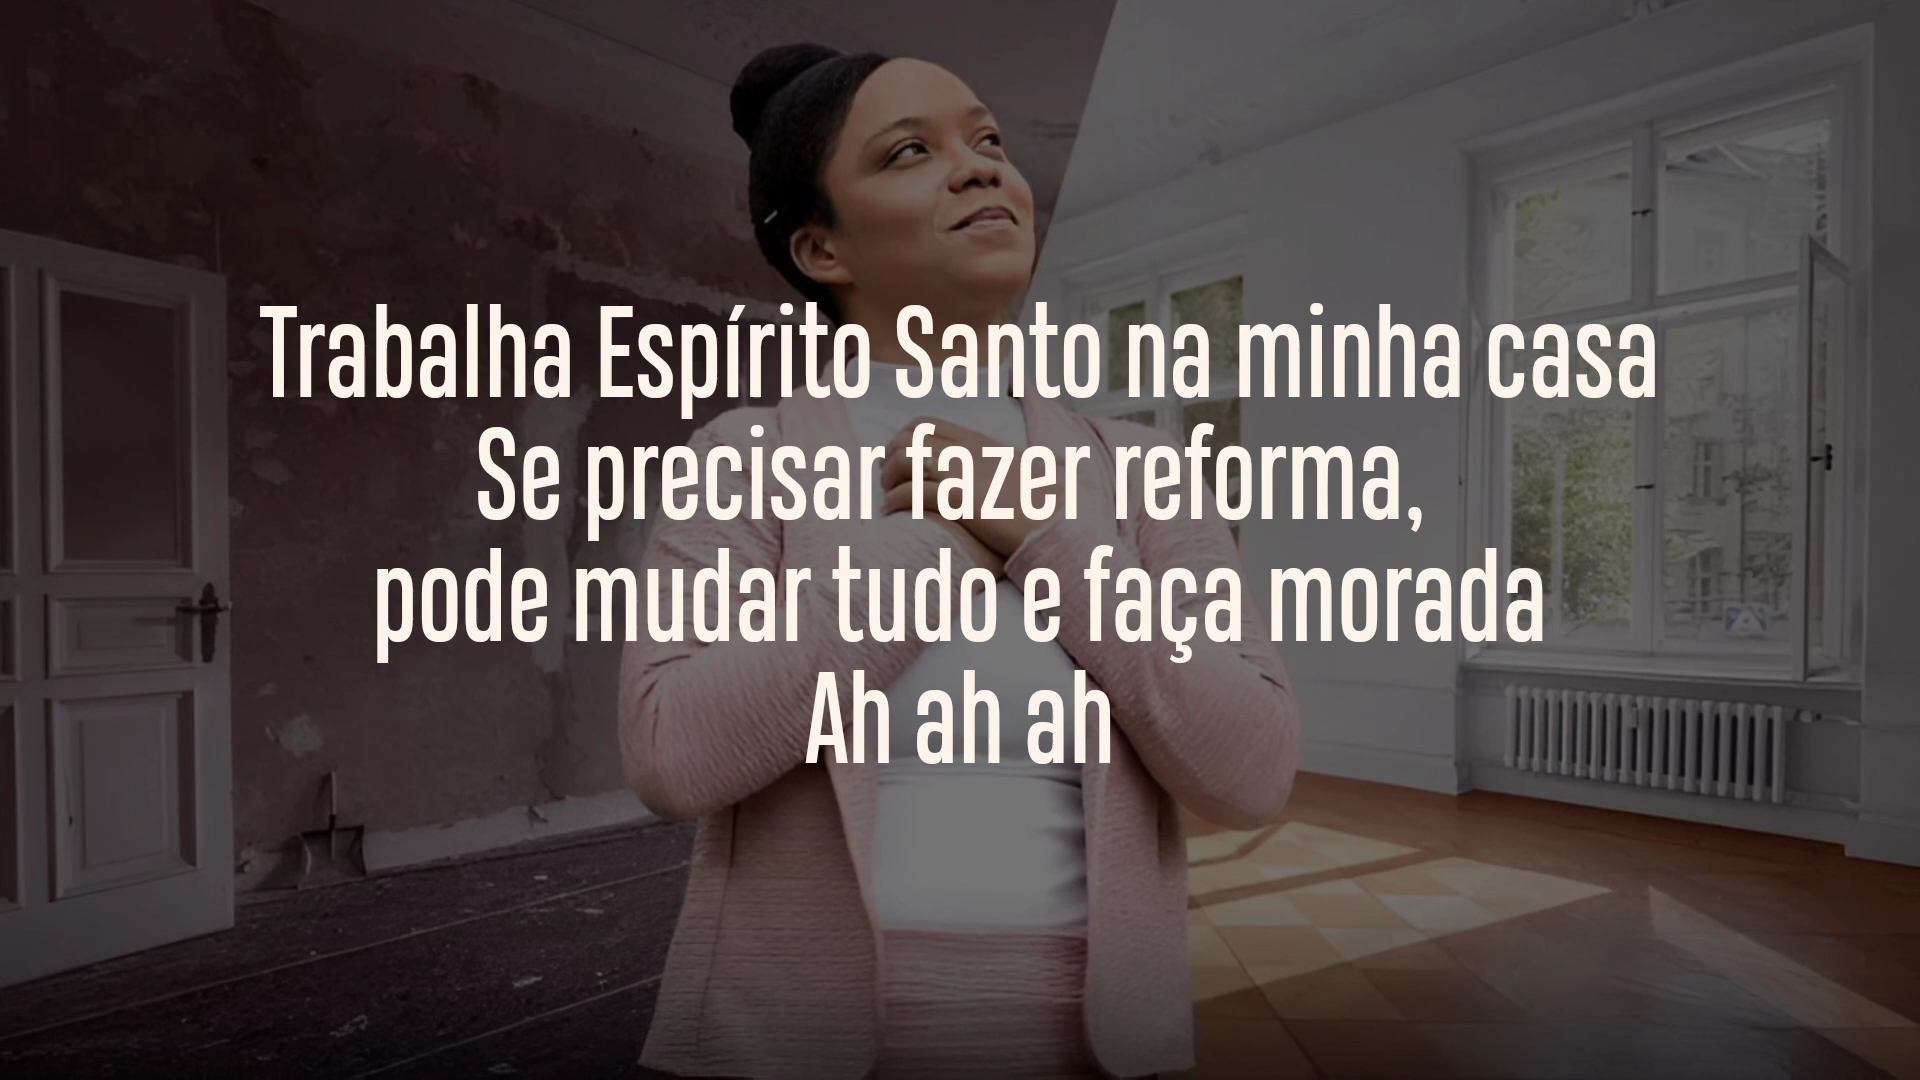 Trabalha Espírito Santo na minha casa
Se precisar fazer reforma,
pode mudar tudo e faça morada
Ah ah ah